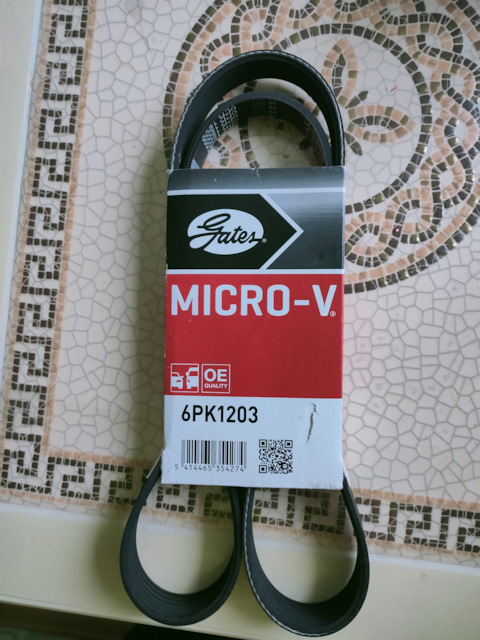 Gates®
MICRO-V®
OE
QUALITY
6PK1203
5 414465 354274